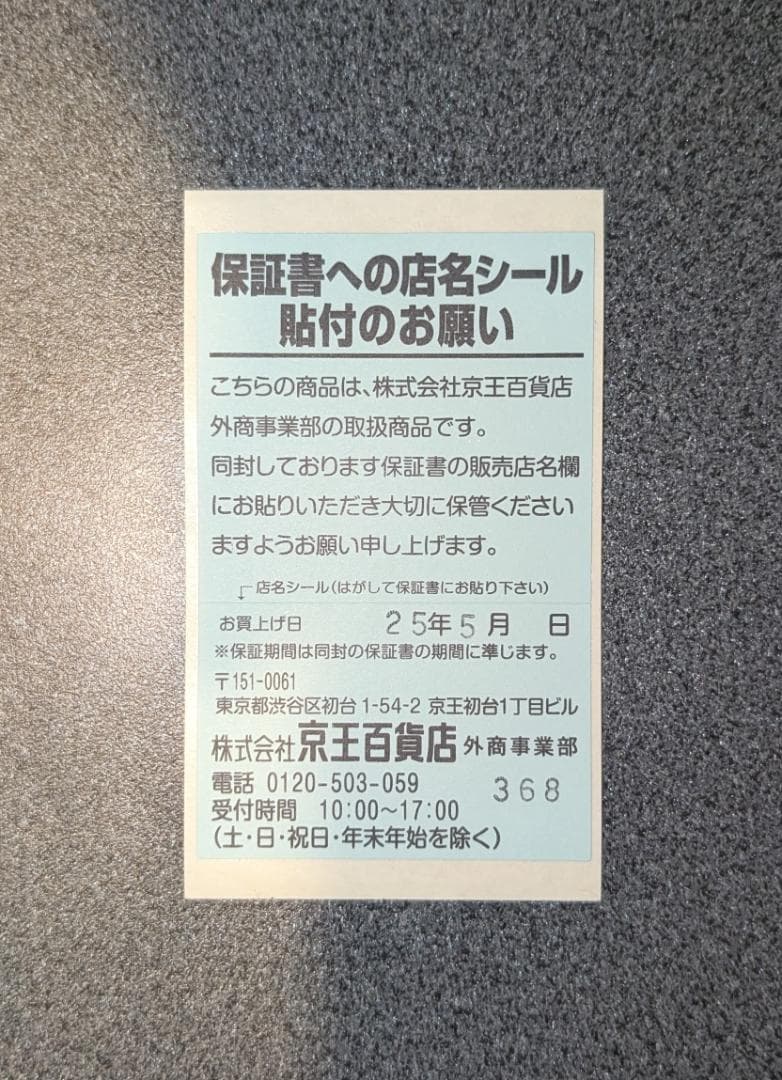 保証書への店名シール
貼付のお願い
こちらの商品は、株式会社京王百貨店
外商事業部の取扱商品です。
同封しております保証書の販売店名欄
にお貼りいただき大切に保管ください
ますようお願い申し上げます。
店名シール(はがして保証書にお貼り下さい)
お買上げ日 25年5月 日
※保証期間は同封の保証書の期間に準じます。
〒151-0061
東京都渋谷区初台1-54-2 京王初台1丁目ビル
株式会社京王百貨店 外商事業部
電話 0120-503-059 368
受付時間 10:00～17:00
(土・日・祝日・年末年始を除く)